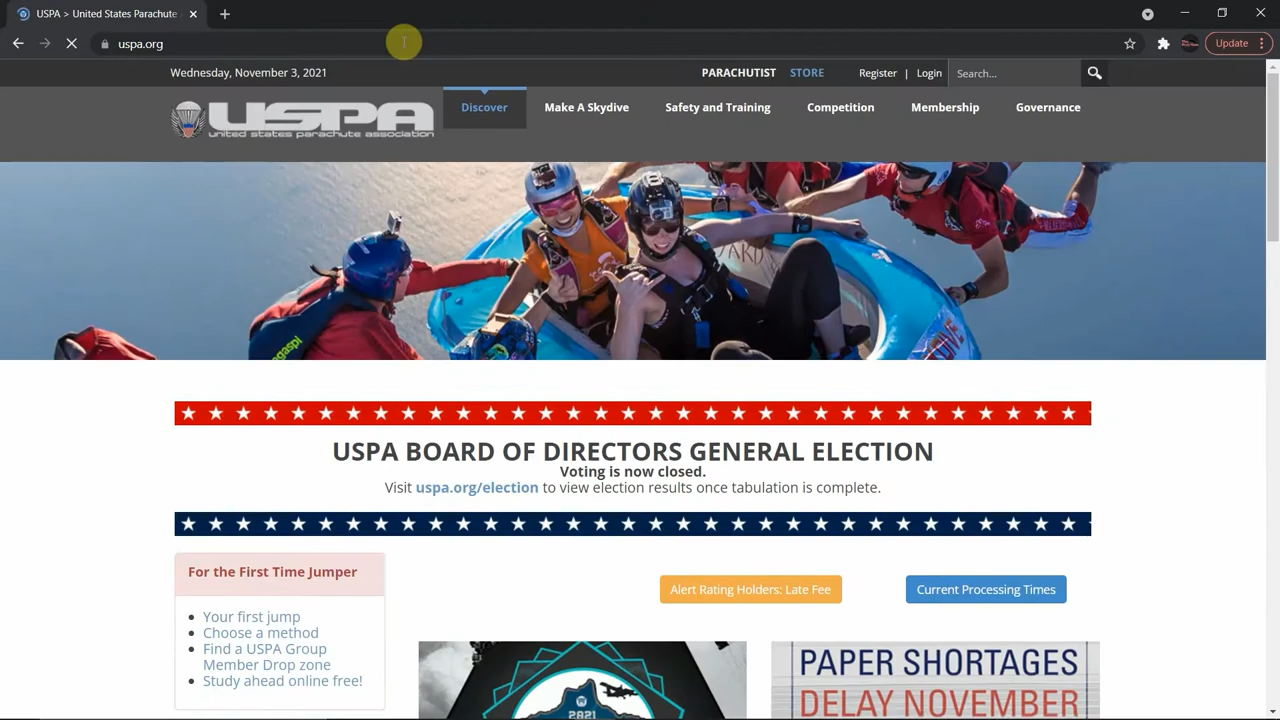 USPA > United States Parachute
uspa.org
Update
Wednesday, November 3, 2021
PARACHUTIST
STORE
Register | Login
Search...
USPA
united states parachute association
Discover
Make A Skydive
Safety and Training
Competition
Membership
Governance
USPA BOARD OF DIRECTORS GENERAL ELECTION
Voting is now closed.
Visit uspa.org/election to view election results once tabulation is complete.
For the First Time Jumper
Your first jump
Choose a method
Find a USPA Group
Member Drop zone
Study ahead online free!
Alert Rating Holders: Late Fee
Current Processing Times
2021
PAPER SHORTAGES
DELAY NOVEMBER